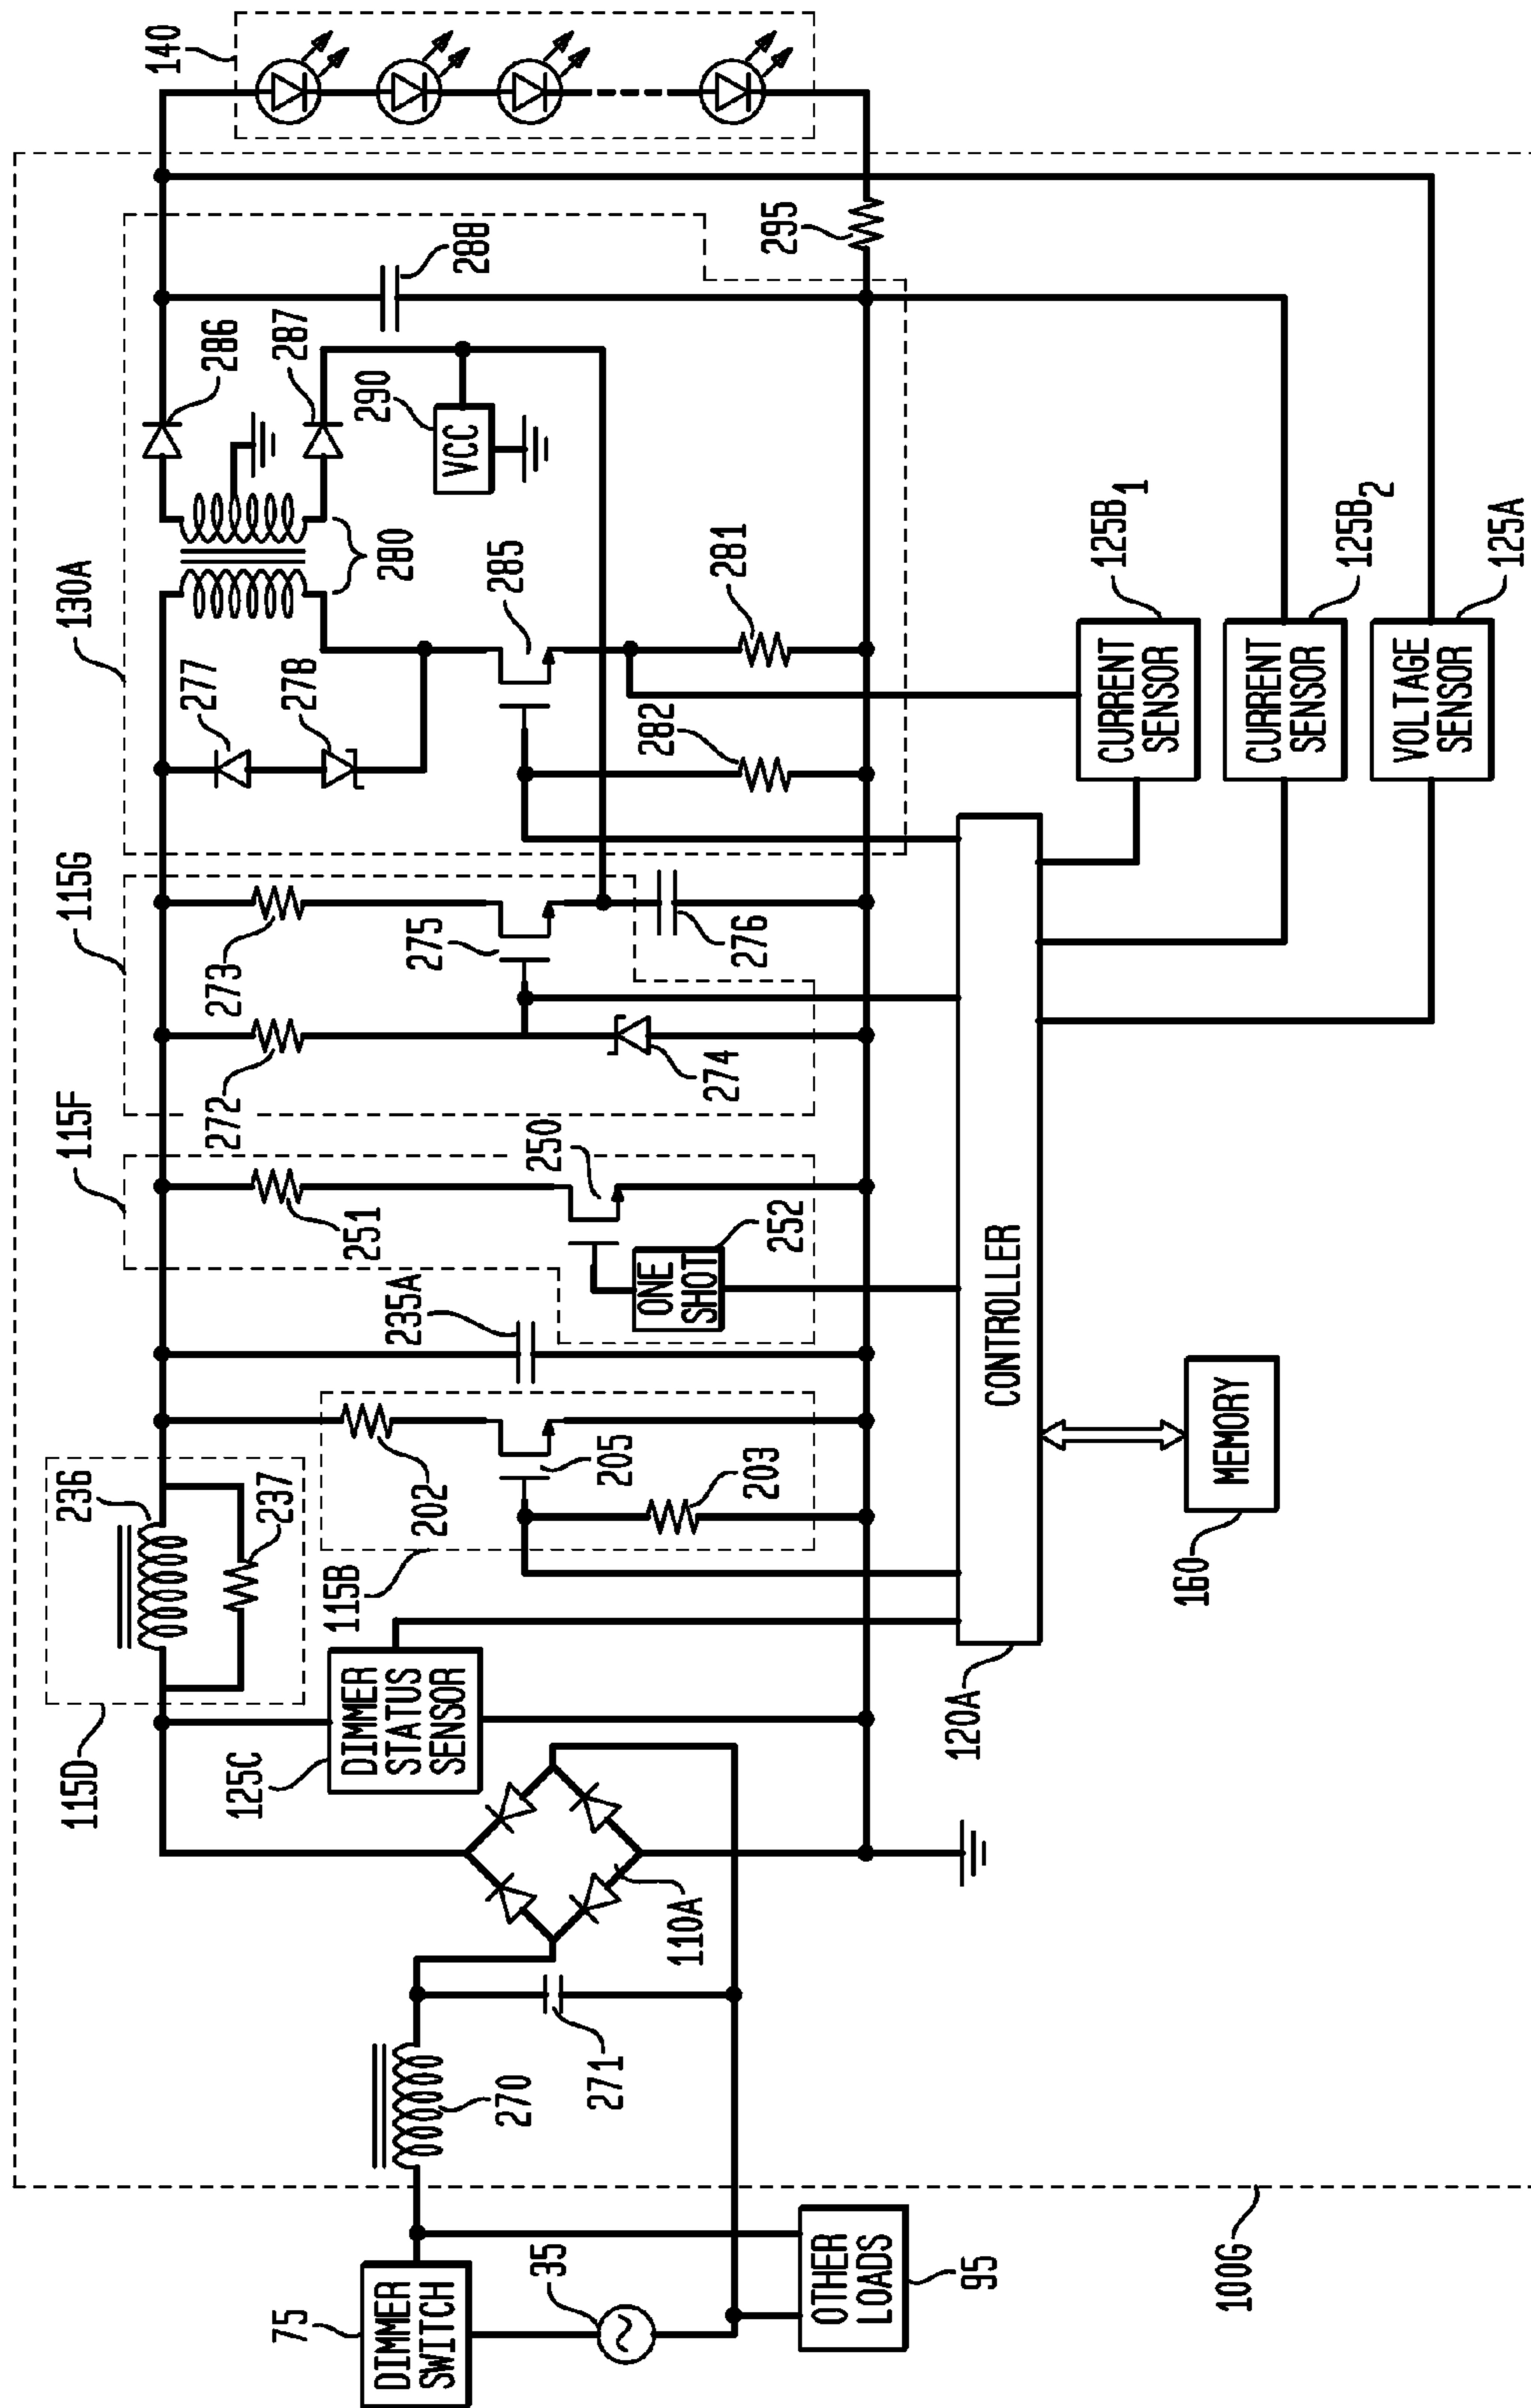 75
DIMMER
SWITCH
35
OTHER
LOADS
95
100G
270
271
110A
115D
236
237
125C
DIMMER
STATUS
SENSOR
115B
202
205
203
235A
115F
251
250
ONE
SHOT
252
115G
272
273
274
275
276
130A
277
278
280
285
281
282
286
287
288
290
VCC
295
140
CONTROLLER
120A
MEMORY
160
CURRENT
SENSOR
125B1
CURRENT
SENSOR
125B2
VOLTAGE
SENSOR
125A